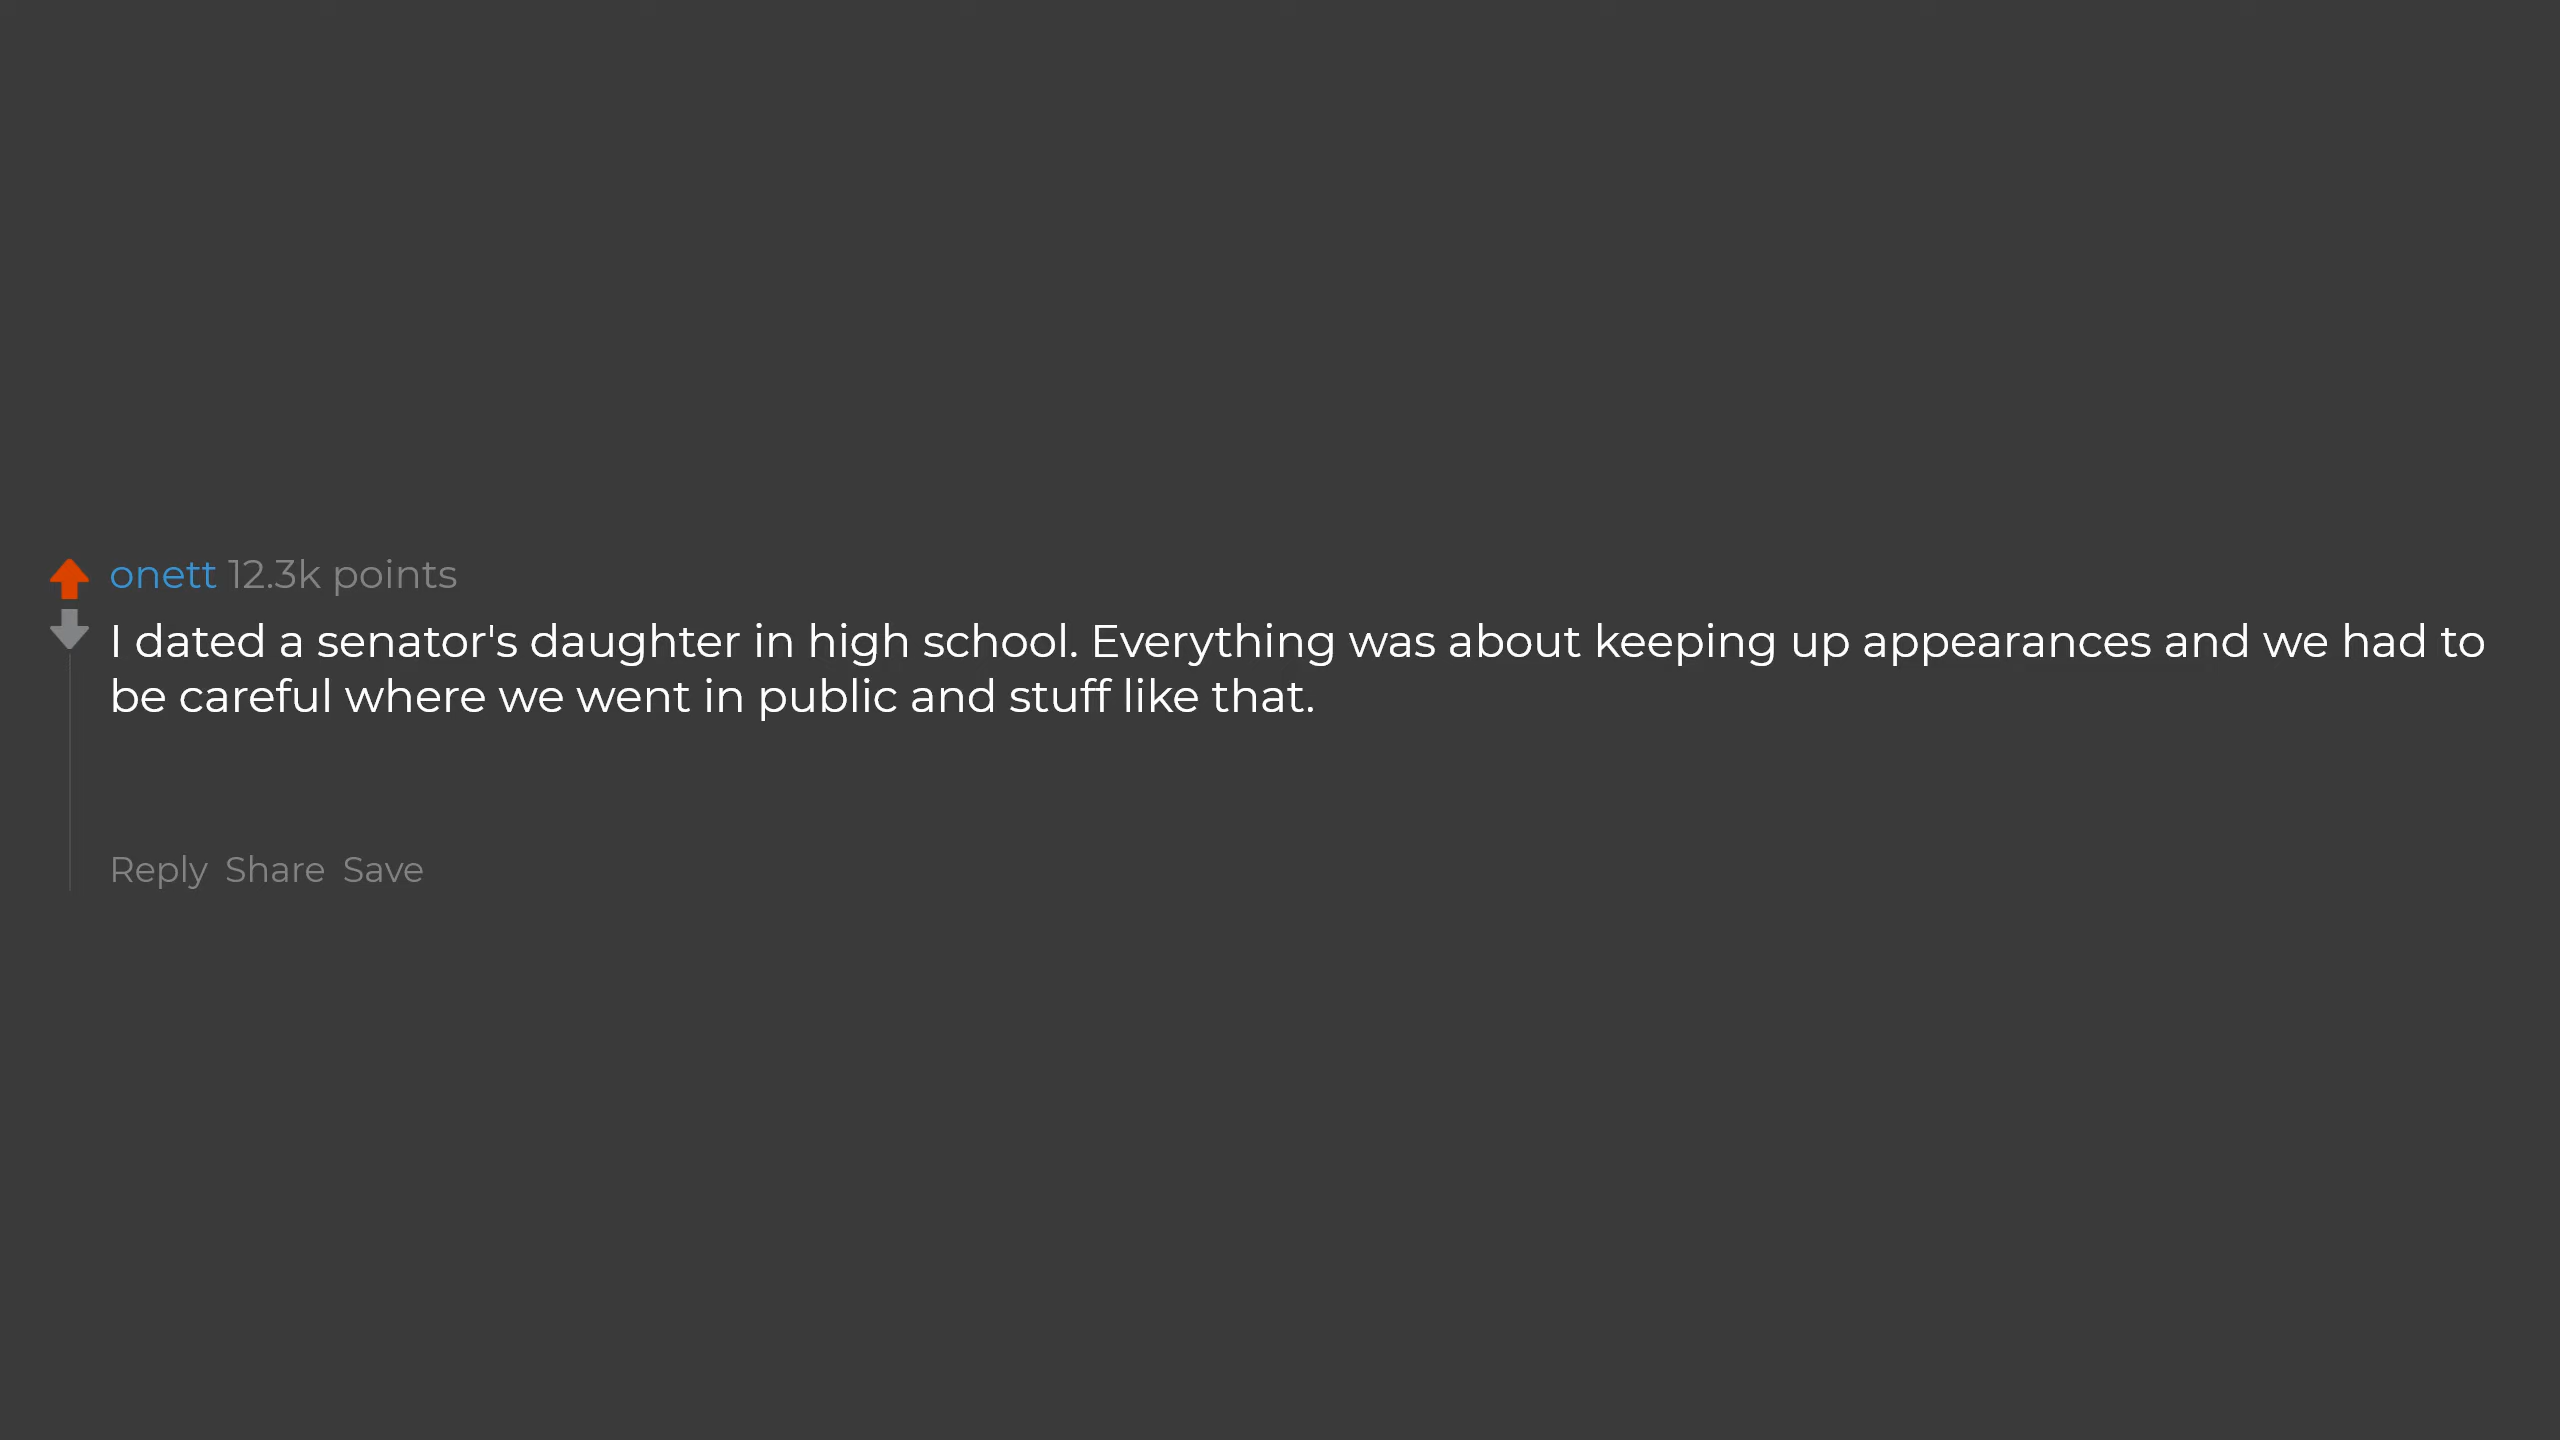 onett 12.3k points
I dated a senator's daughter in high school. Everything was about keeping up appearances and we had to
be careful where we went in public and stuff like that.
Reply Share Save